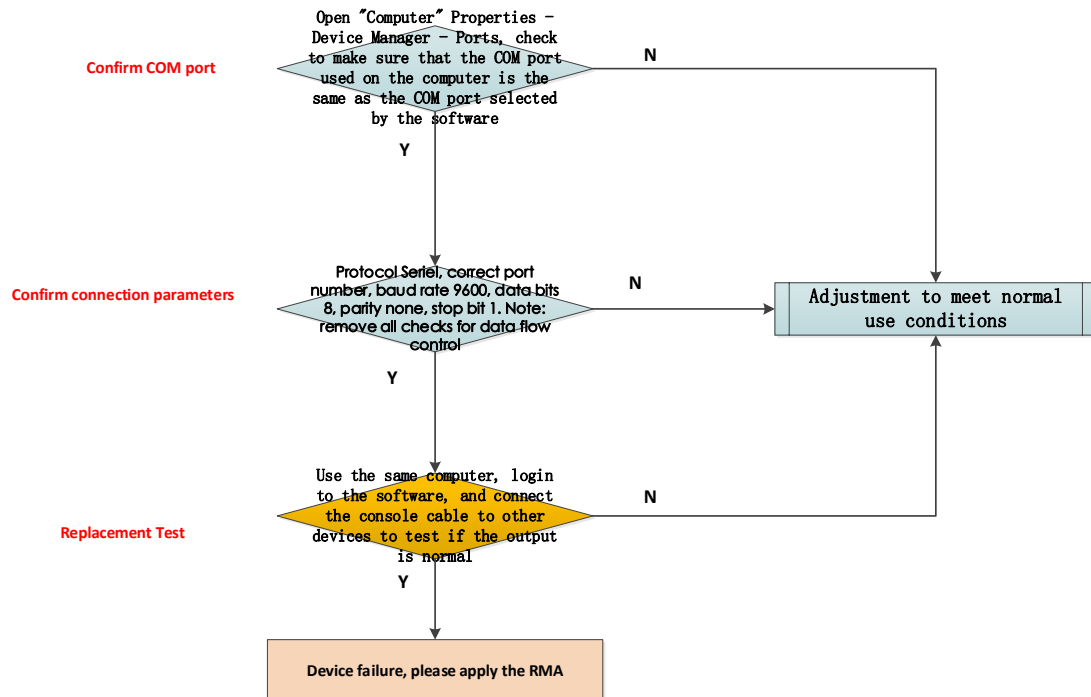 Open "Computer" Properties -
Device Manager - Ports, check
to make sure that the COM port
used on the computer is the
same as the COM port selected
by the software
Confirm COM port
N
Y
Protocol Seriel, correct port
number, baud rate 9600, data bits
8, parity none, stop bit 1. Note:
remove all checks for data flow
control
Confirm connection parameters
N
Adjustment to meet normal
use conditions
Y
Use the same computer, login
to the software, and connect
the console cable to other
devices to test if the output
is normal
Replacement Test
N
Y
Device failure, please apply the RMA